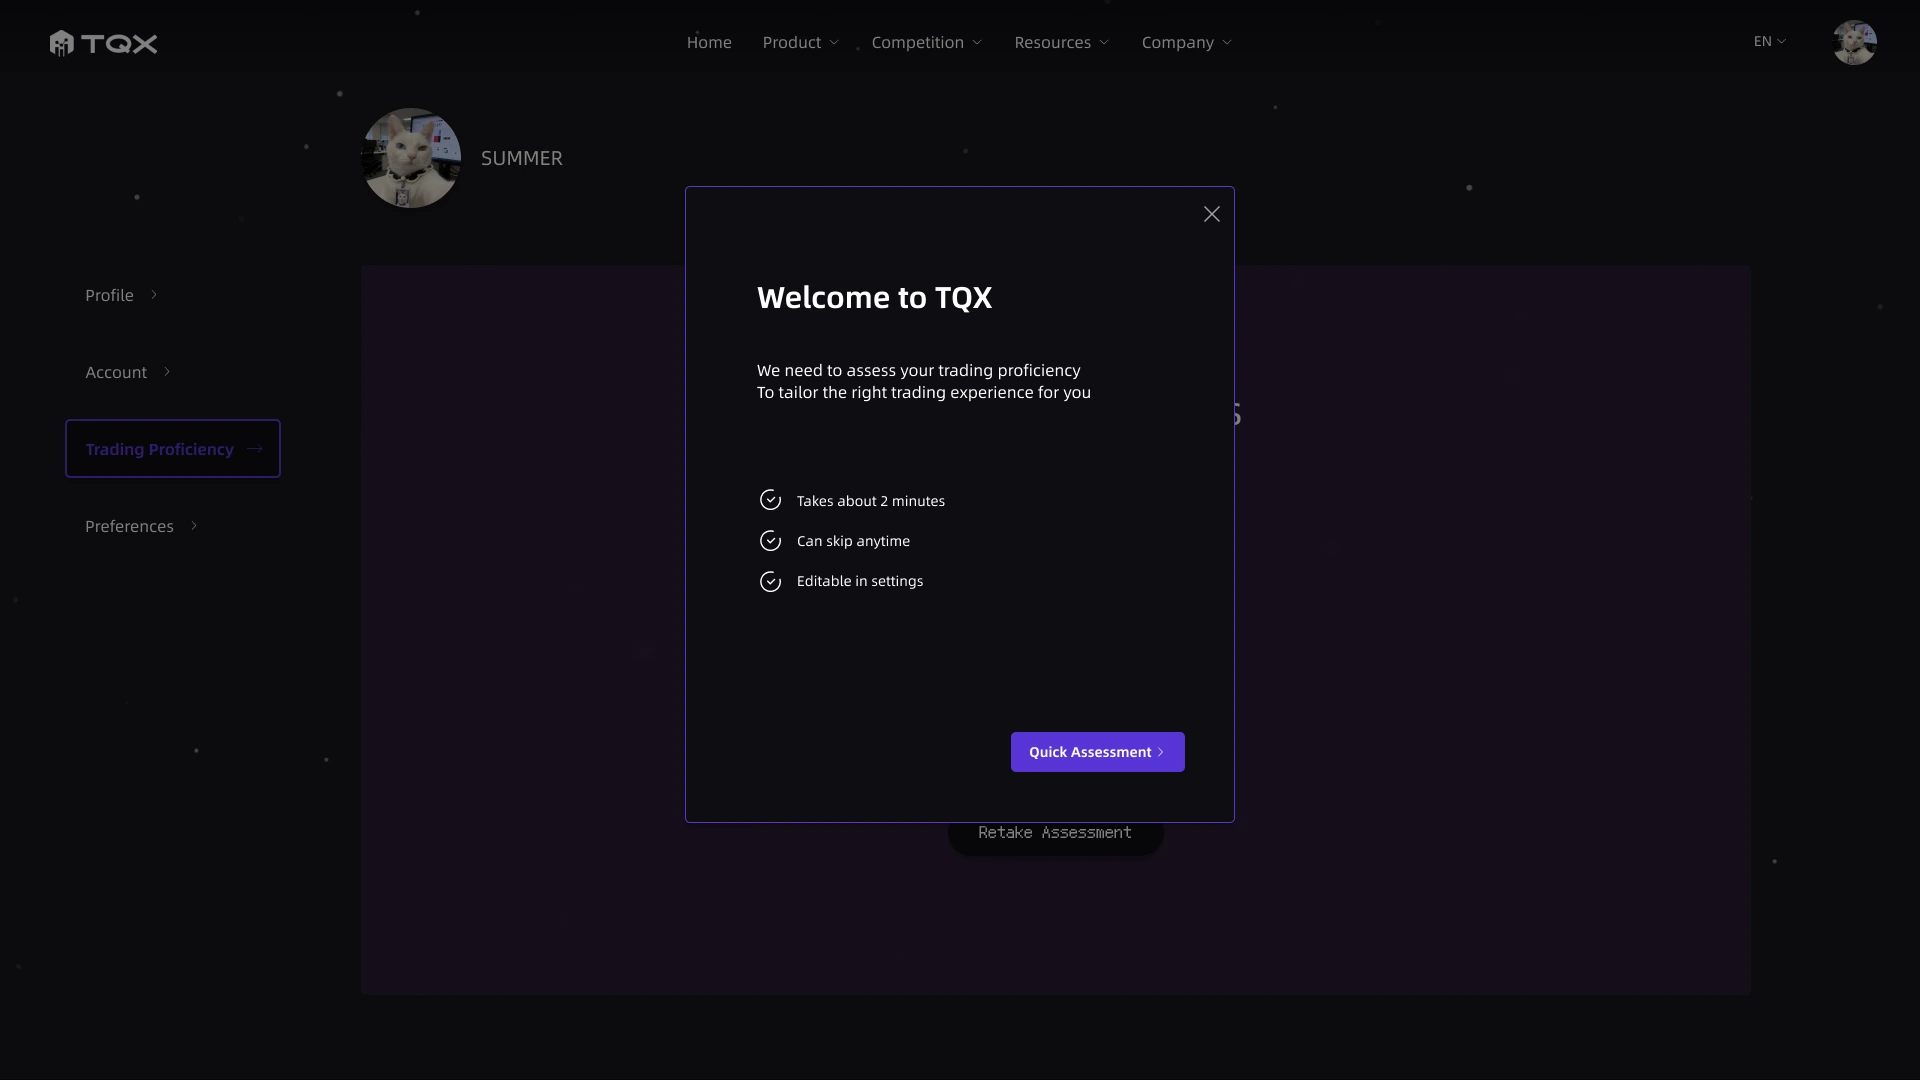 TQX
Home
Product
Competition
Resources
Company
EN
SUMMER
Profile
Account
Trading Proficiency
Preferences
Welcome to TQX
We need to assess your trading proficiency
To tailor the right trading experience for you
Takes about 2 minutes
Can skip anytime
Editable in settings
Quick Assessment
Retake Assessment